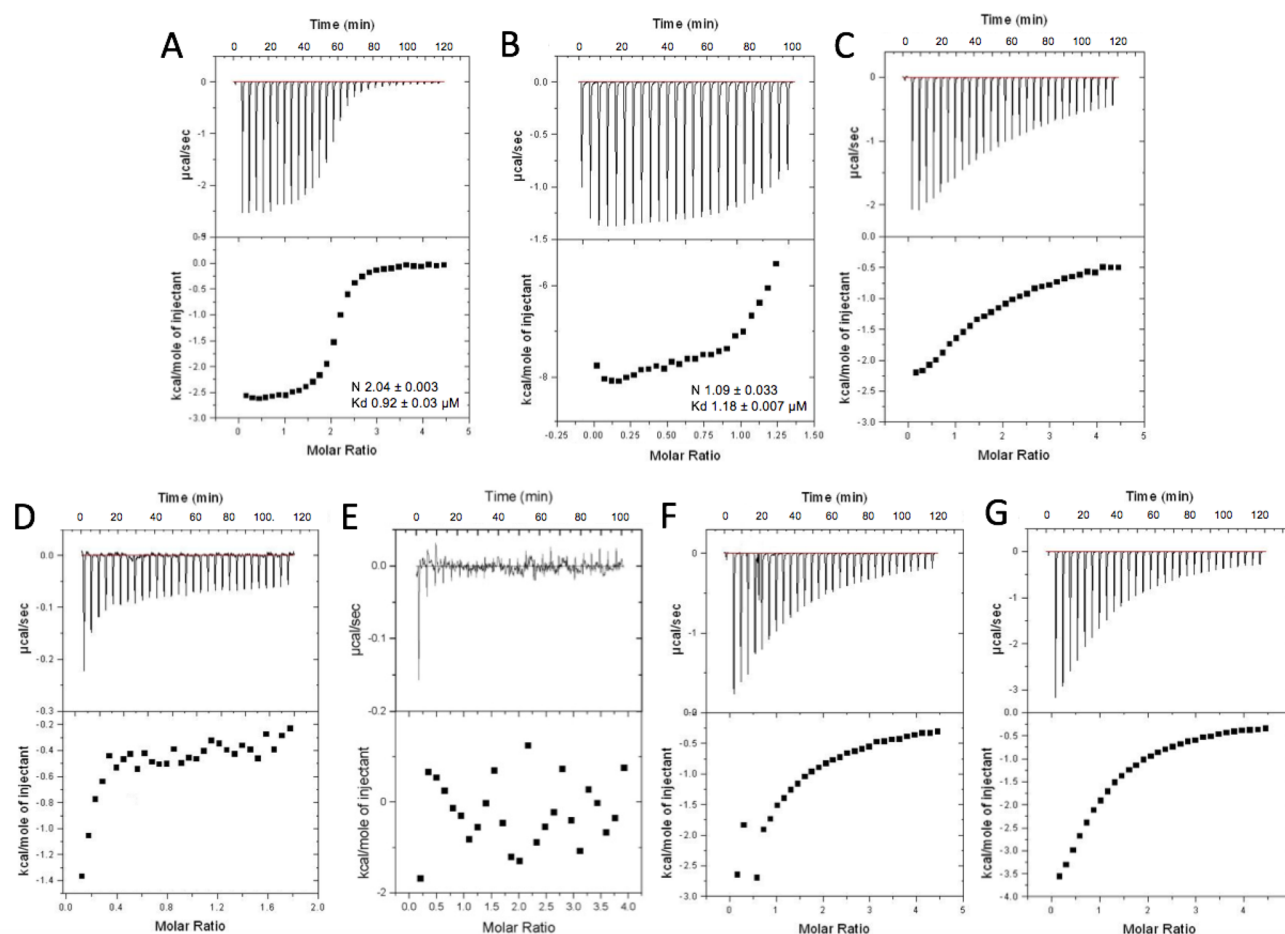 A
Time (min)
0 20 40 60 80 100 120
0
-1
-2
µcal/sec
0.0
-0.5
-1.0
-1.5
-2.0
-2.5
-3.0
kcal/mole of injectant
N 2.04 ± 0.003
Kd 0.92 ± 0.03 µM
0 1 2 3 4 5
Molar Ratio
B
Time (min)
0 20 40 60 80 100
0.0
-0.5
-1.0
-1.5
µcal/sec
-6
-8
kcal/mole of injectant
N 1.09 ± 0.033
Kd 1.18 ± 0.007 µM
-0.25 0.00 0.25 0.50 0.75 1.00 1.25 1.50
Molar Ratio
C
Time (min)
0 20 40 60 80 100 120
0
-2
µcal/sec
0.0
-0.5
-1.0
-1.5
-2.0
-2.5
-3.0
kcal/mole of injectant
0 1 2 3 4 5
Molar Ratio
D
Time (min)
0 20 40 60 80 100. 120
0.0
-0.1
-0.2
-0.3
µcal/sec
-0.2
-0.4
-0.6
-0.8
-1.0
-1.2
-1.4
kcal/mole of injectant
0.0 0.4 0.8 1.2 1.6 2.0
Molar Ratio
E
Time (min)
0 20 40 60 80 100
0.0
-0.1
-0.2
µcal/sec
2
0
-2
kcal/mole of injectant
0.0 0.5 1.0 1.5 2.0 2.5 3.0 3.5 4.0
Molar Ratio
F
Time (min)
0 20 40 60 80 100 120
0
-1
µcal/sec
-0.5
-1.0
-1.5
-2.0
-2.5
-3.0
kcal/mole of injectant
0 1 2 3 4 5
Molar Ratio
G
Time (min)
0 20 40 60 80 100 120
0
-1
-2
-3
µcal/sec
0.0
-0.5
-1.0
-1.5
-2.0
-2.5
-3.0
-3.5
-4.0
kcal/mole of injectant
0 1 2 3 4
Molar Ratio